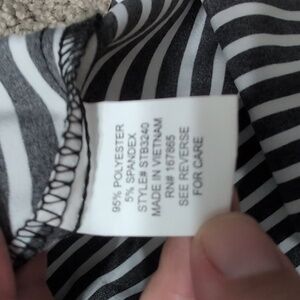 95% POLYESTER
5% SPANDEX
STYLE# STB3240
MADE IN VIETNAM
RN# 167865
SEE REVERSE
FOR CARE